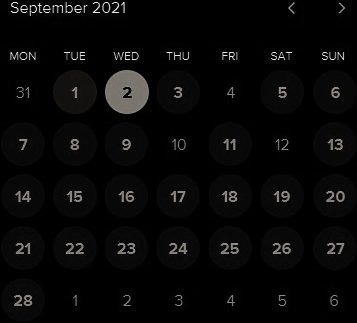 September 2021
MON TUE WED THU FRI SAT SUN
31 1 2 3 4 5 6
7 8 9 10 11 12 13
14 15 16 17 18 19 20
21 22 23 24 25 26 27
28 1 2 3 4 5 6